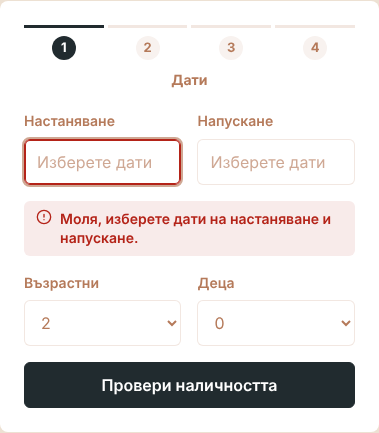 1 2 3 4
Дати
Настаняване Напускане
Изберете дати Изберете дати
Моля, изберете дати на настаняване и
напускане.
Възрастни Деца
2 0
Провери наличността